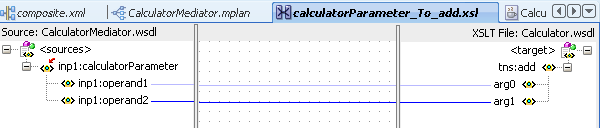 composite.xml CalculatorMediator.mplan calculatorParameter_To_add.xsl Calcu
Source: CalculatorMediator.wsdl XSLT File: Calculator.wsdl
<sources> <target>
inp1:calculatorParameter tns:add
inp1:operand1 arg0
inp1:operand2 arg1